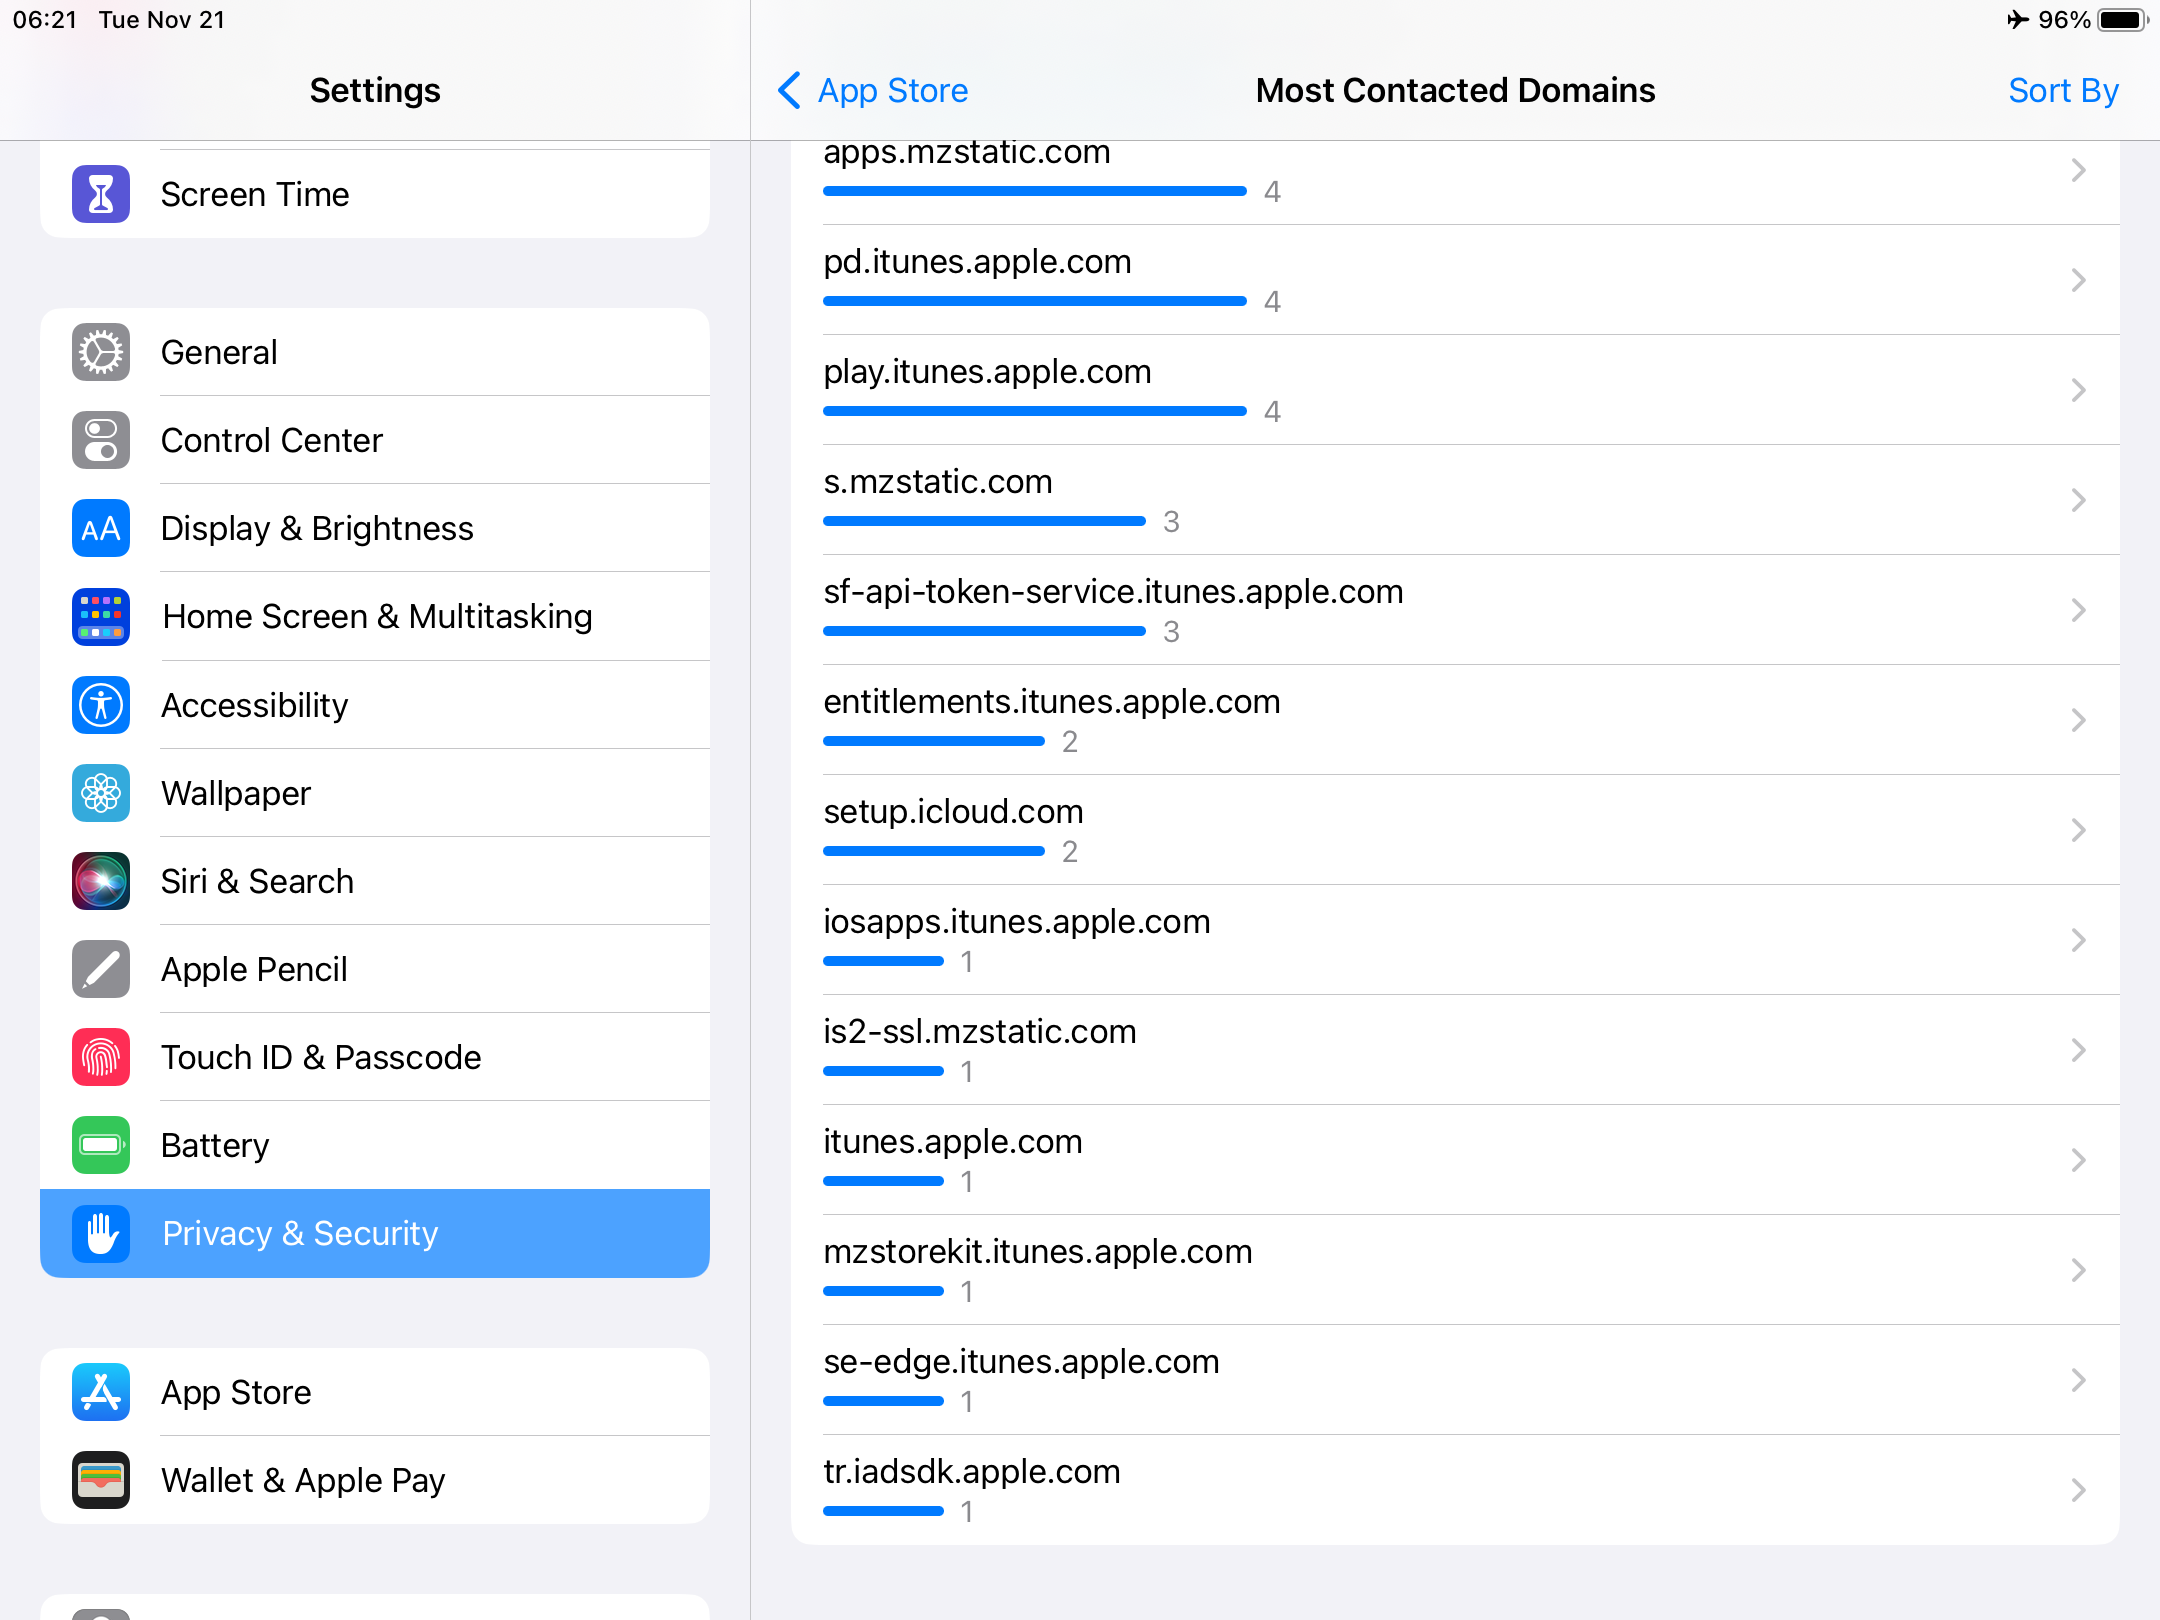 06:21 Tue Nov 21
96%
Settings
Screen Time
General
Control Center
AA
Display & Brightness
Home Screen & Multitasking
Accessibility
Wallpaper
Siri & Search
Apple Pencil
Touch ID & Passcode
Battery
Privacy & Security
App Store
Wallet & Apple Pay
App Store
Most Contacted Domains
Sort By
apps.mzstatic.com
4
pd.itunes.apple.com
4
play.itunes.apple.com
4
s.mzstatic.com
3
sf-api-token-service.itunes.apple.com
3
entitlements.itunes.apple.com
2
setup.icloud.com
2
iosapps.itunes.apple.com
1
is2-ssl.mzstatic.com
1
itunes.apple.com
1
mzstorekit.itunes.apple.com
1
se-edge.itunes.apple.com
1
tr.iadsdk.apple.com
1